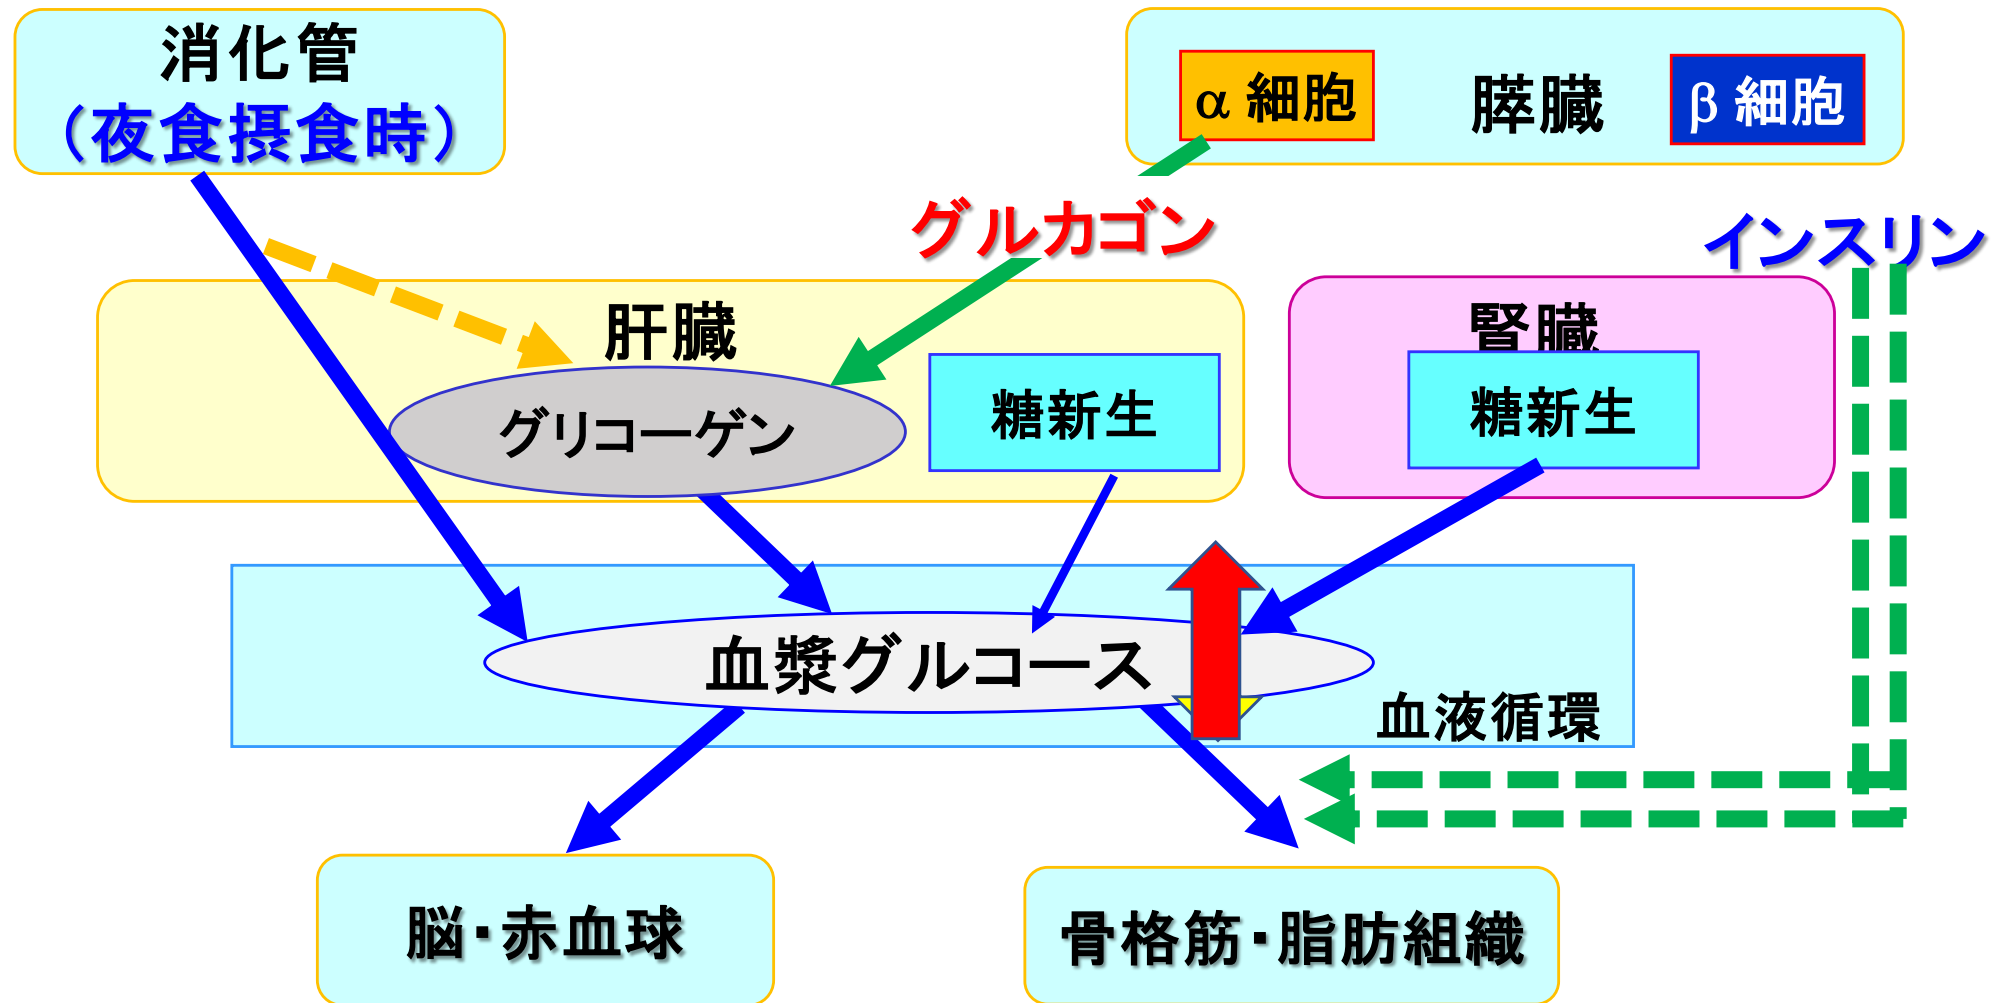 消化管
（夜食摂食時）
α細胞
膵臓
β細胞
グルカゴン
インスリン
肝臓
腎臓
グリコーゲン
糖新生
糖新生
血漿グルコース
血液循環
脳・赤血球
骨格筋・脂肪組織